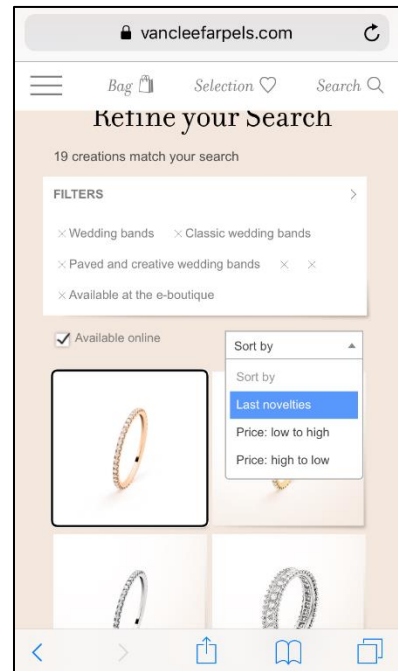 vancleefarpels.com
Bag Selection Search
Refine your Search
19 creations match your search
FILTERS
× Wedding bands × Classic wedding bands
× Paved and creative wedding bands × ×
× Available at the e-boutique
Available online
Sort by
Sort by
Last novelties
Price: low to high
Price: high to low